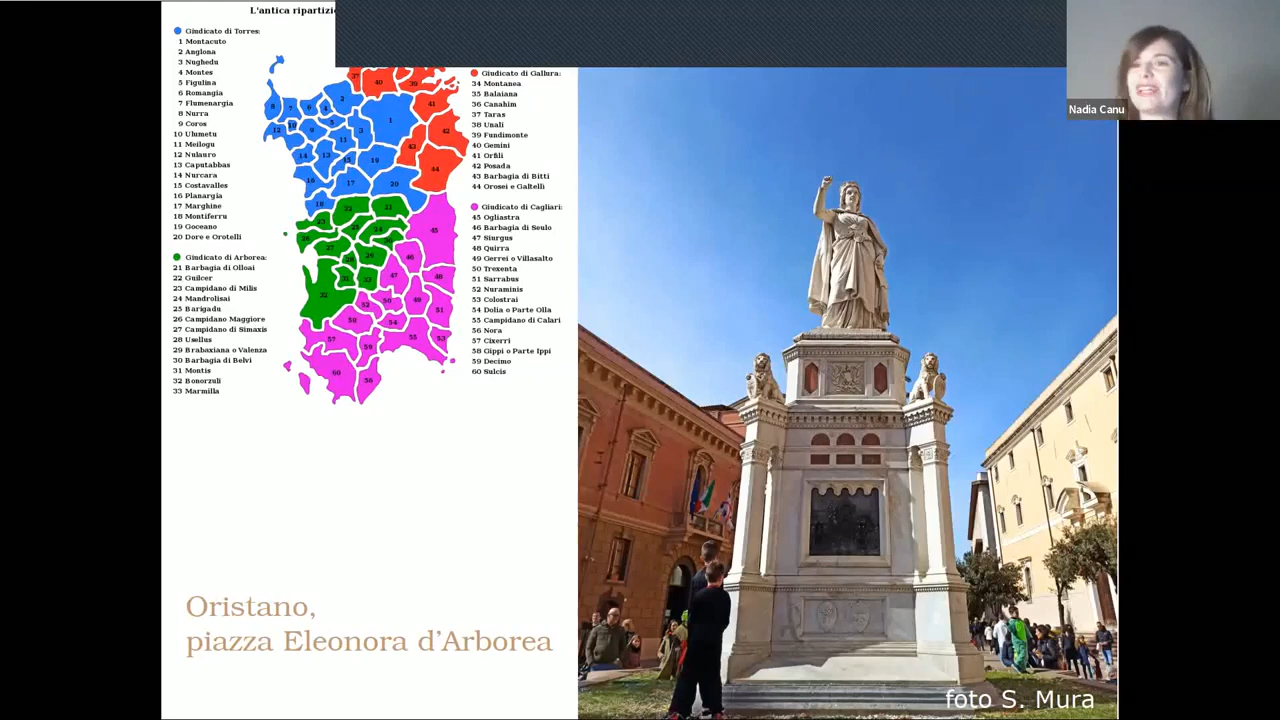 L'antica ripartizi
Giudicato di Torres:
1 Montacuto
2 Anglona
3 Nughedu
4 Montes
5 Figulina
6 Romangia
7 Flumenargia
8 Nurra
9 Coros
10 Ulumetu
11 Meilogu
12 Nulauro
13 Caputabbas
14 Nurcara
15 Costavalles
16 Planargia
17 Marghine
18 Montiferru
19 Goceano
20 Dore e Orotelli
Giudicato di Arborea:
21 Barbagia di Olloai
22 Guilcer
23 Campidano di Milis
24 Mandrolisai
25 Barigadu
26 Campidano Maggiore
27 Campidano di Simaxis
28 Usellus
29 Brabaxiana o Valenza
30 Barbagia di Belvi
31 Montis
32 Bonorzuli
33 Marmilla
Giudicato di Gallura:
34 Montanea
35 Balaiana
36 Canahim
37 Taras
38 Unali
39 Fundimonte
40 Gemini
41 Orfili
42 Posada
43 Barbagia di Bitti
44 Orosei e Galtelli
Giudicato di Cagliari:
45 Ogliastra
46 Barbagia di Seulo
47 Siurgus
48 Quirra
49 Gerrei o Villasalto
50 Trexenta
51 Sarrabus
52 Nuraminis
53 Colostrai
54 Dolia o Parte Olla
55 Campidano di Calari
56 Nora
57 Cixerri
58 Gippi o Parte Ippi
59 Decimo
60 Sulcis
Oristano,
piazza Eleonora d'Arborea
foto S. Mura
Nadia Canu